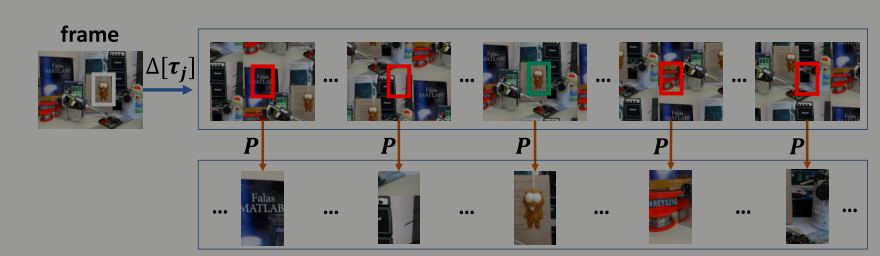 frame
Δ[τⱼ]
... ... ... ...
P P P P P
... ... ... ... ... ...
Falas
MATLAB?
KREYSZIG